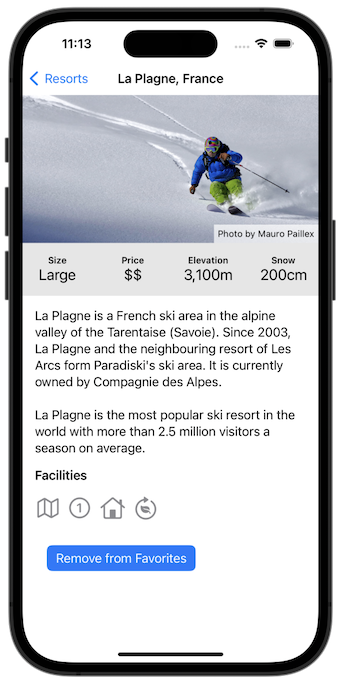 11:13
Resorts
La Plagne, France
Photo by Mauro Paillex
Size Price Elevation Snow
Large $$ 3,100m 200cm
La Plagne is a French ski area in the alpine
valley of the Tarentaise (Savoie). Since 2003,
La Plagne and the neighbouring resort of Les
Arcs form Paradiski's ski area. It is currently
owned by Compagnie des Alpes.
La Plagne is the most popular ski resort in the
world with more than 2.5 million visitors a
season on average.
Facilities
1
Remove from Favorites